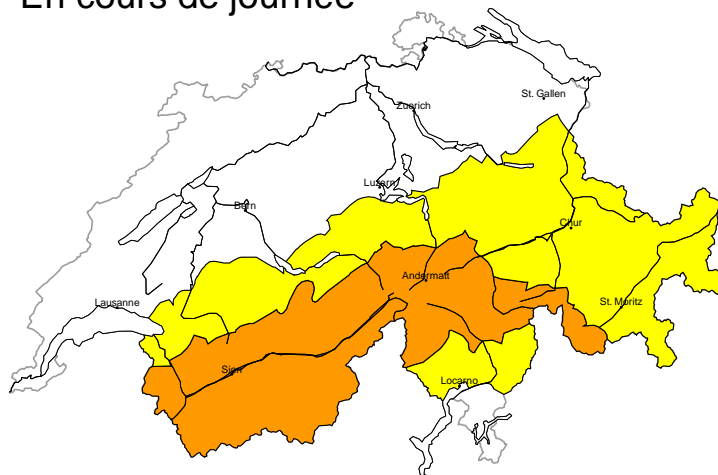 En cours de journée
St. Gallen
Zuerich
Luzern
Bern
Chur
Andermatt
Lausanne
St. Moritz
Sion
Locarno